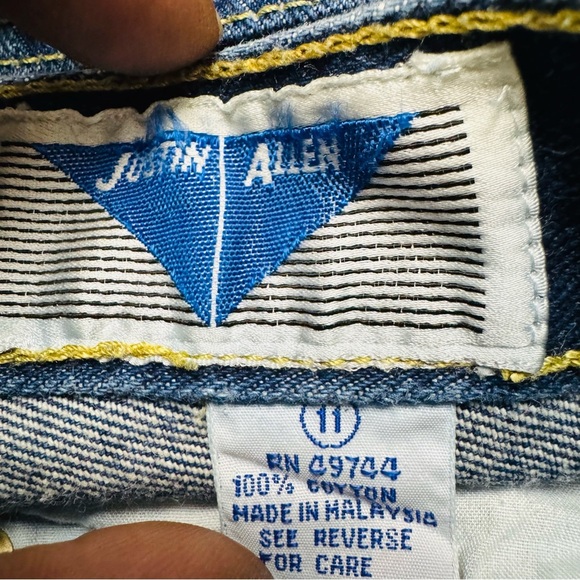 JUSTIN ALLEN
11
RN 49744
100% COTTON
MADE IN MALAYSIA
SEE REVERSE
FOR CARE